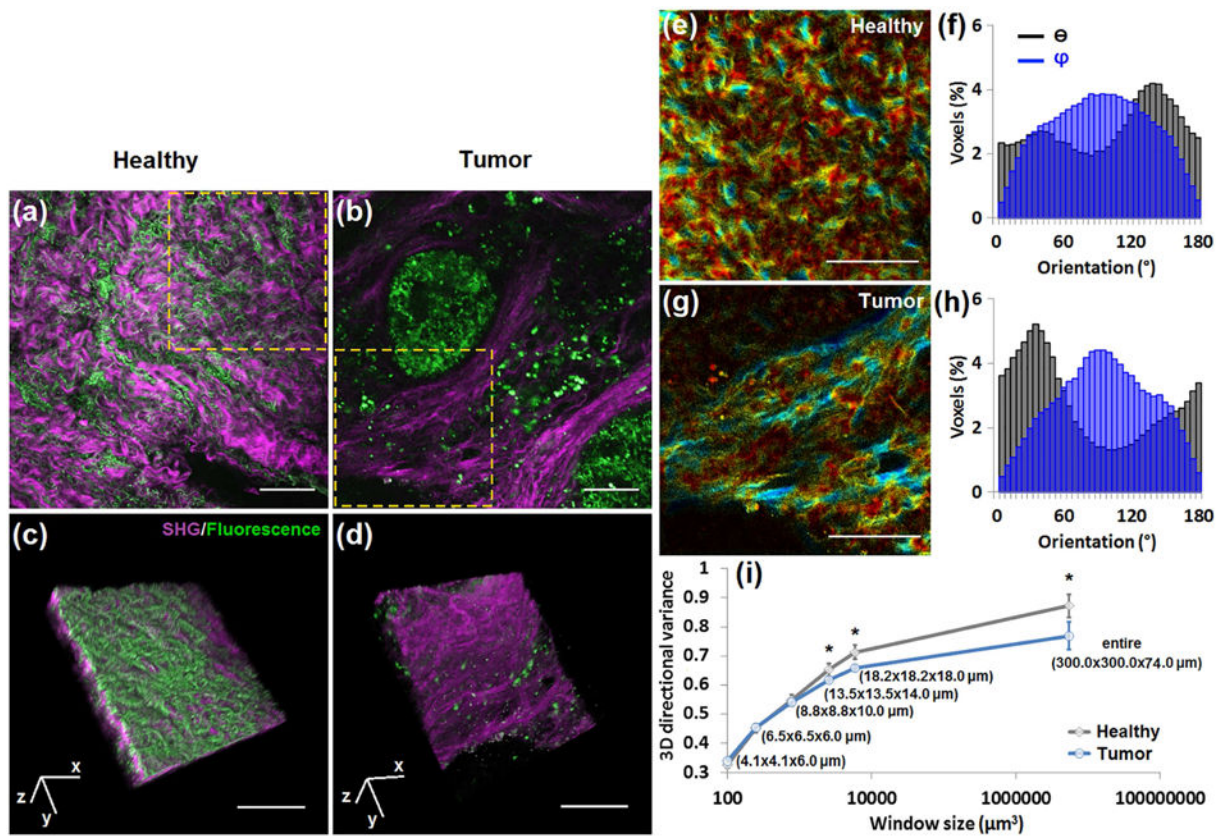 Healthy
Tumor
(a)
(b)
(c)
SHG/Fluorescence
(d)
x
z
y
x
z
y
(e)
Healthy
(f)
Θ
φ
6
4
2
0
Voxels (%)
0
60
120
180
Orientation (°)
(g)
Tumor
(h)
6
4
2
0
Voxels (%)
0
60
120
180
Orientation (°)
(i)
3D directional variance
1
0.9
0.8
0.7
0.6
0.5
0.4
0.3
*
*
*
entire
(300.0x300.0x74.0 µm)
(18.2x18.2x18.0 µm)
(13.5x13.5x14.0 µm)
(8.8x8.8x10.0 µm)
(6.5x6.5x6.0 µm)
(4.1x4.1x6.0 µm)
Healthy
Tumor
100
10000
1000000
100000000
Window size (µm³)